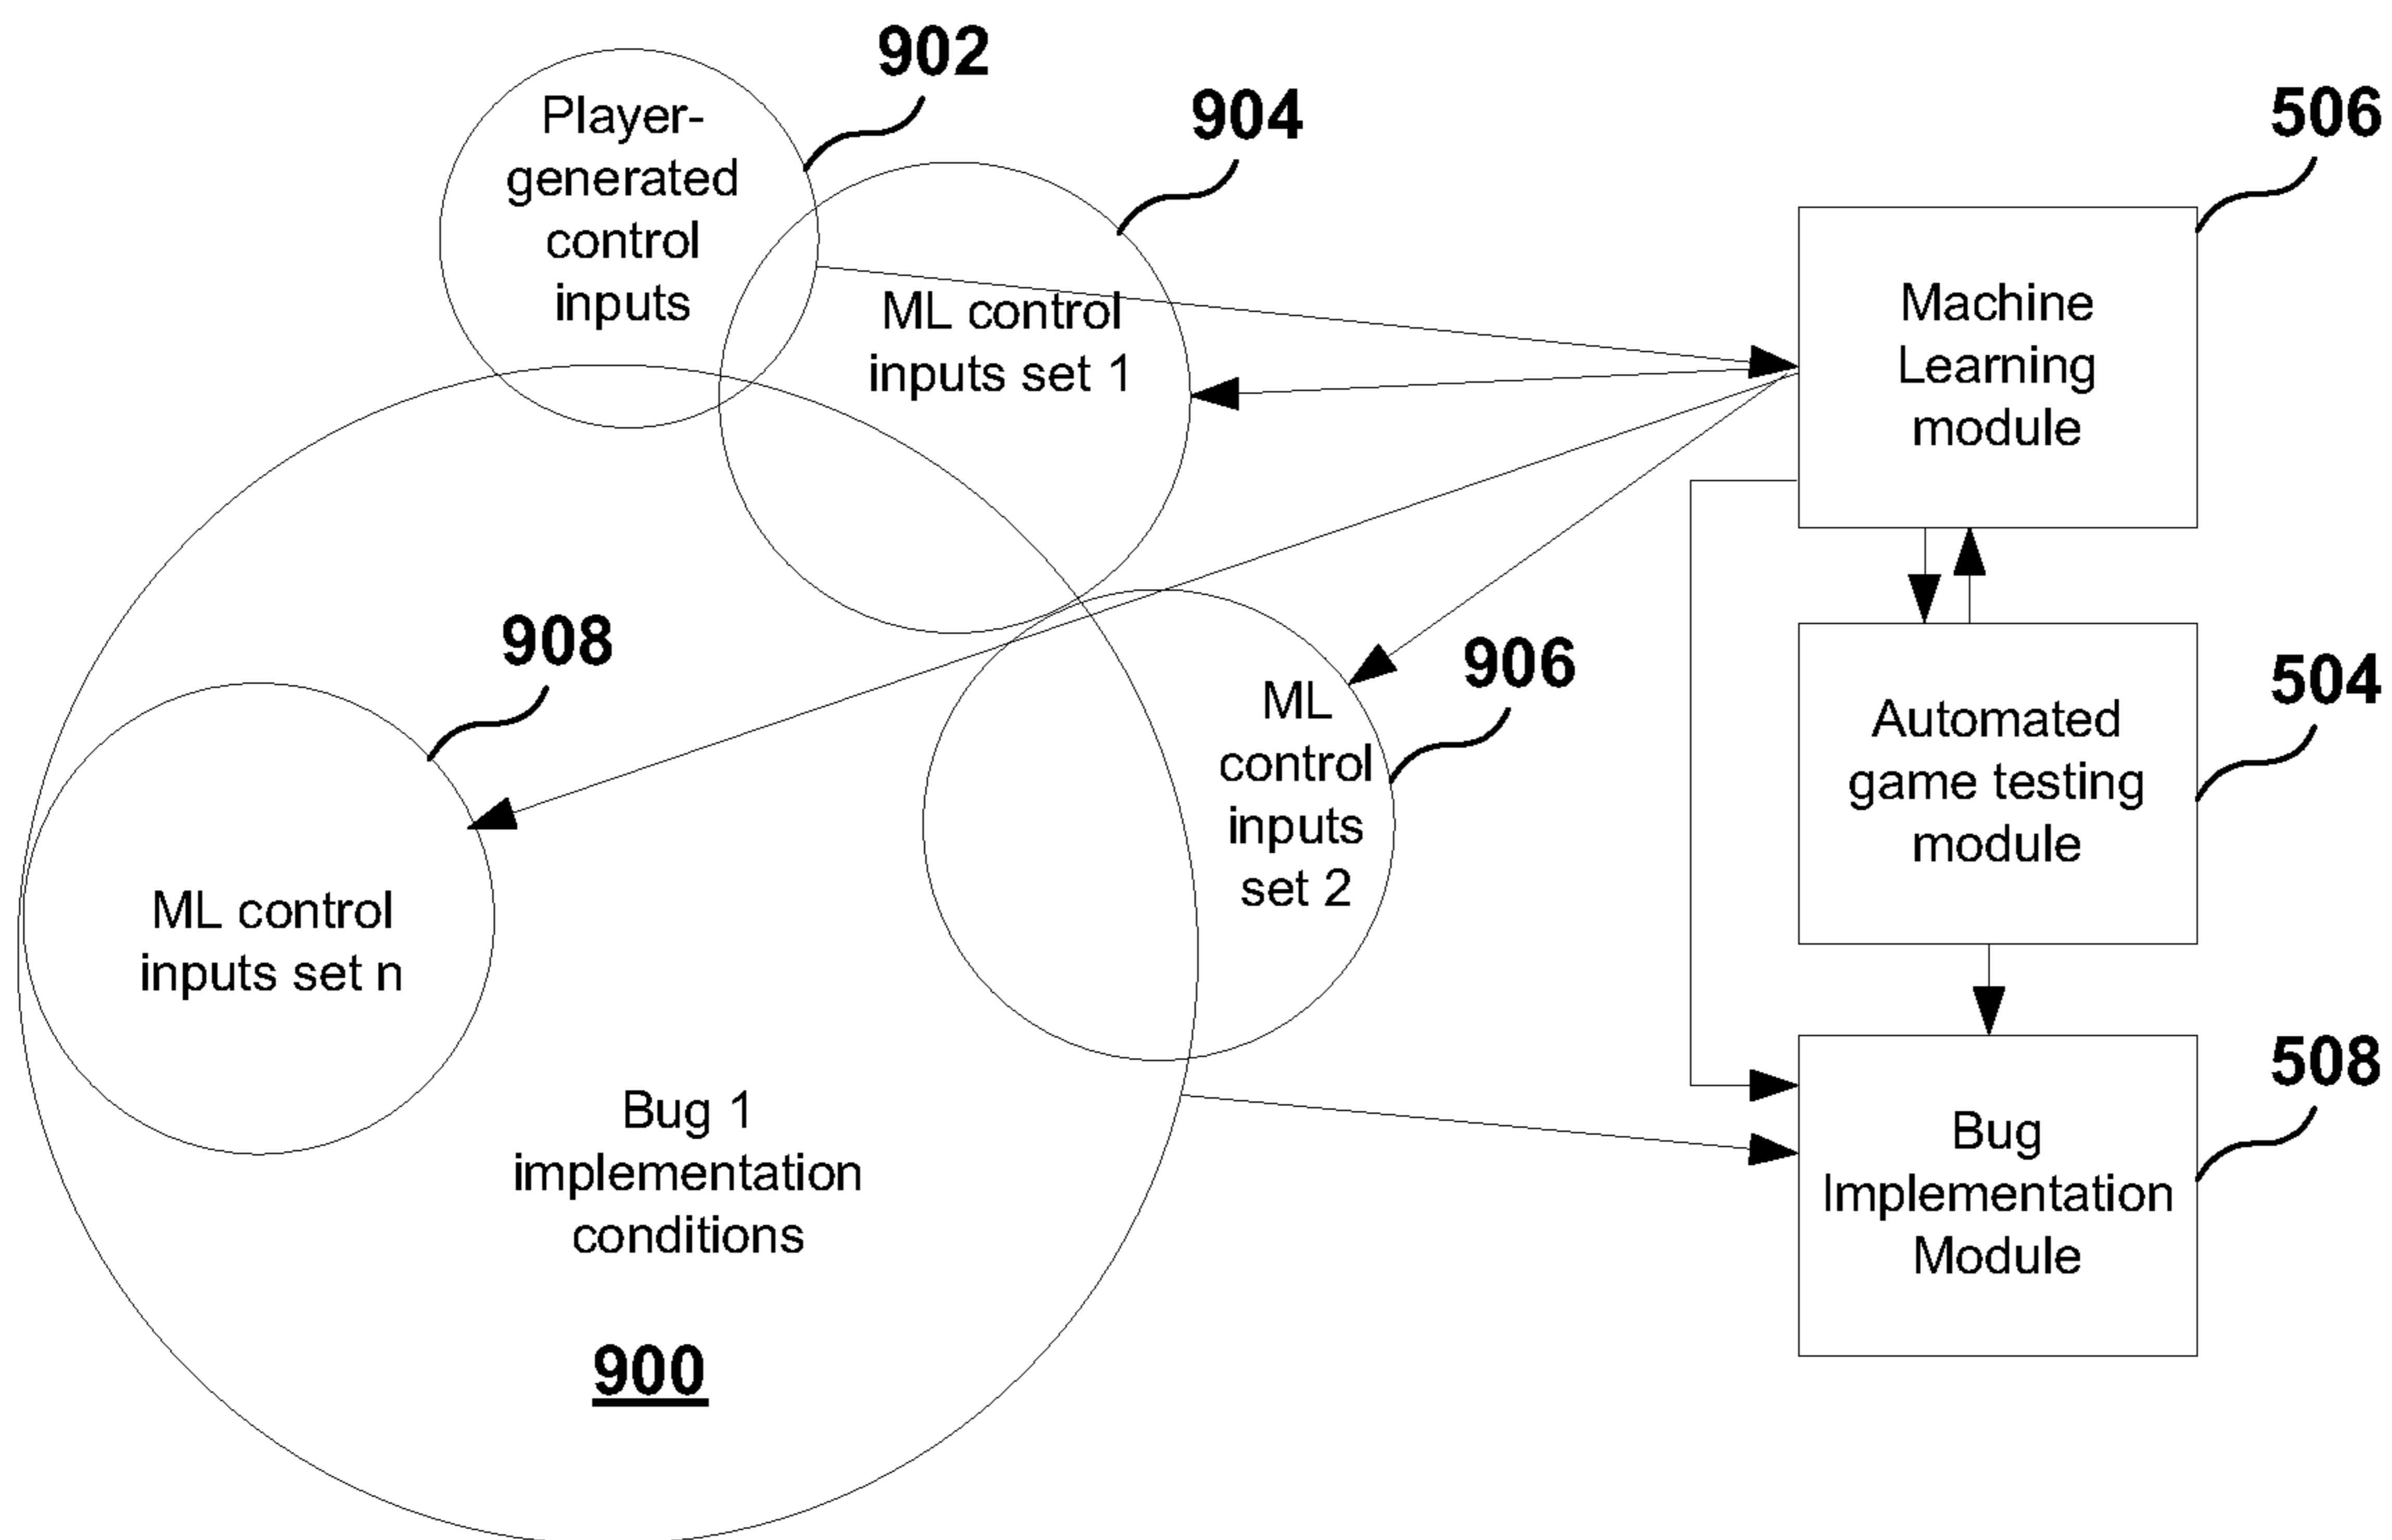 902
Player-
generated
control
inputs
904
ML control
inputs set 1
506
Machine
Learning
module
908
ML control
inputs set n
906
ML
control
inputs
set 2
504
Automated
game testing
module
Bug 1
implementation
conditions
900
508
Bug
Implementation
Module